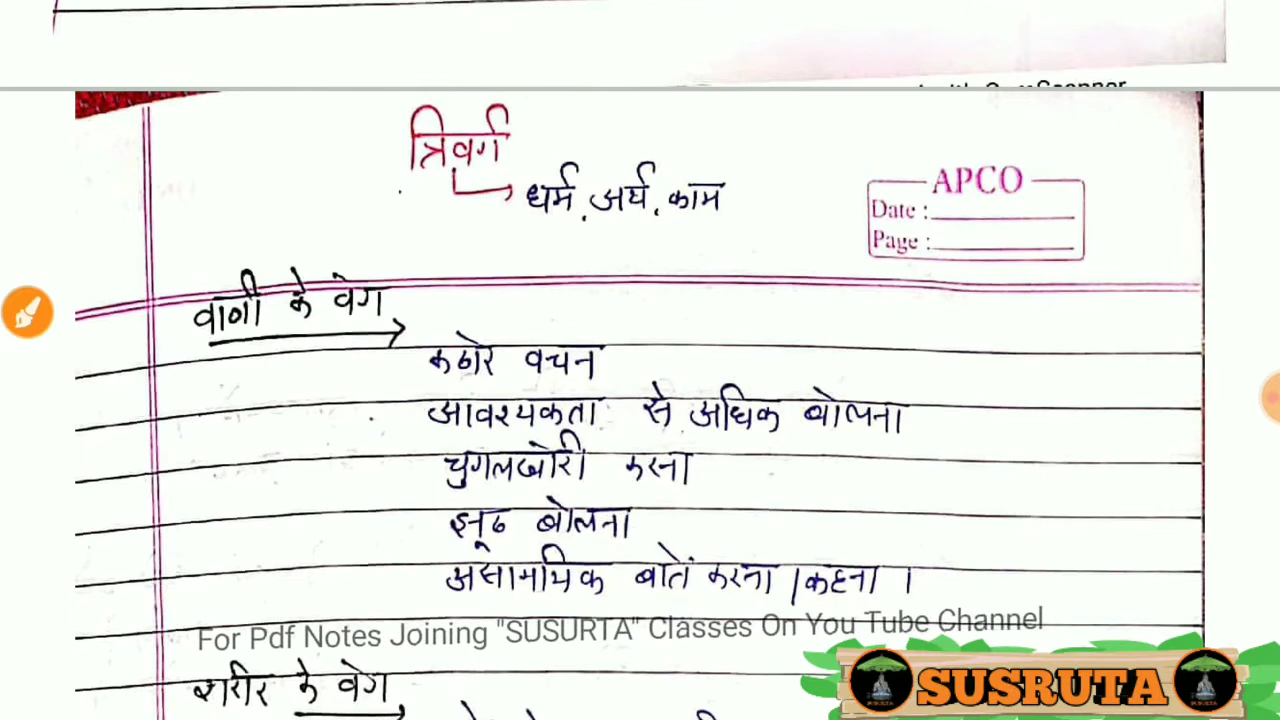 त्रिवर्ग
धर्म, अर्थ, काम
APCO
Date :
Page :
वाणी के वेग
कठोर वचन
आवश्यकता से अधिक बोलना
चुगलखोरी करना
झूठ बोलना
असामयिक बातें करना / कहना ।
For Pdf Notes Joining "SUSURTA" Classes On You Tube Channel
शरीर के वेग
SUSRUTA